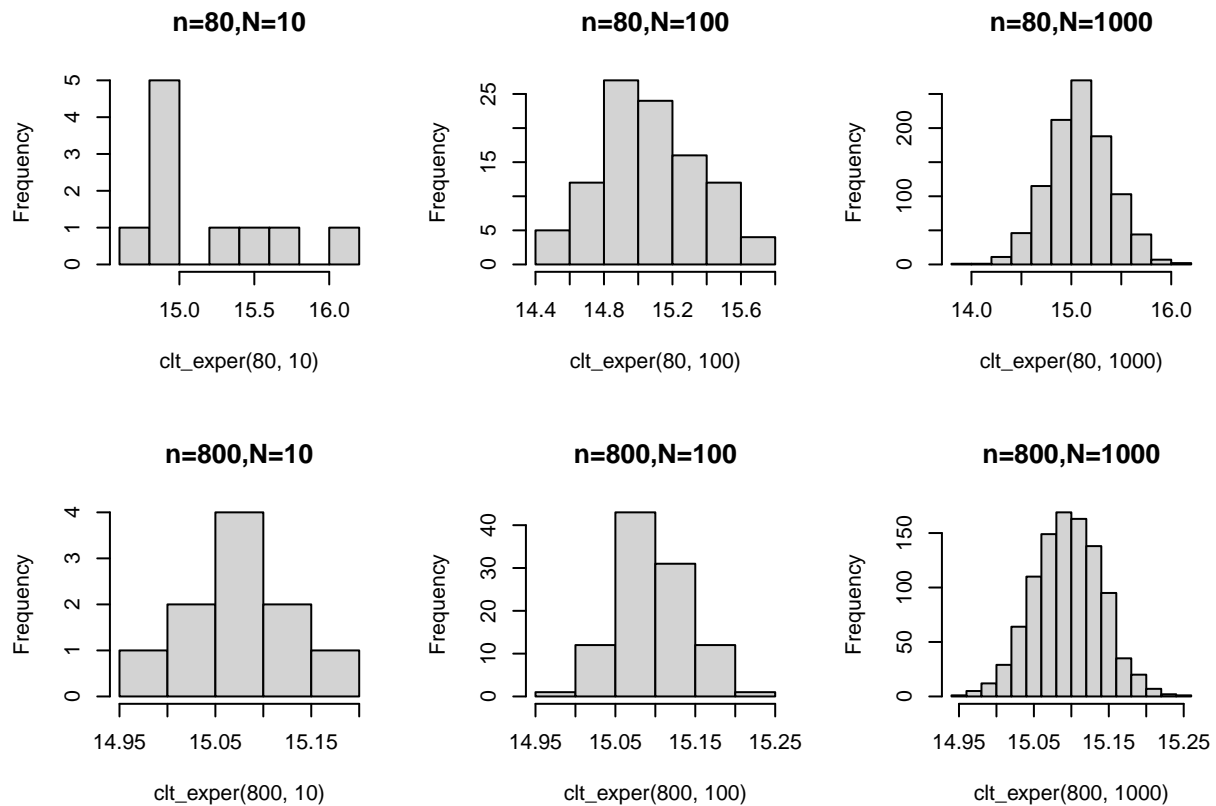 n=80,N=10
n=80,N=100
n=80,N=1000
Frequency
0 1 2 3 4 5
15.0 15.5 16.0
clt_exper(80, 10)
Frequency
0 5 15 25
14.4 14.8 15.2 15.6
clt_exper(80, 100)
Frequency
0 100 200
14.0 15.0 16.0
clt_exper(80, 1000)
n=800,N=10
n=800,N=100
n=800,N=1000
Frequency
0 1 2 3 4
14.95 15.05 15.15
clt_exper(800, 10)
Frequency
0 10 20 30 40
14.95 15.05 15.15 15.25
clt_exper(800, 100)
Frequency
0 50 100 150
14.95 15.05 15.15 15.25
clt_exper(800, 1000)